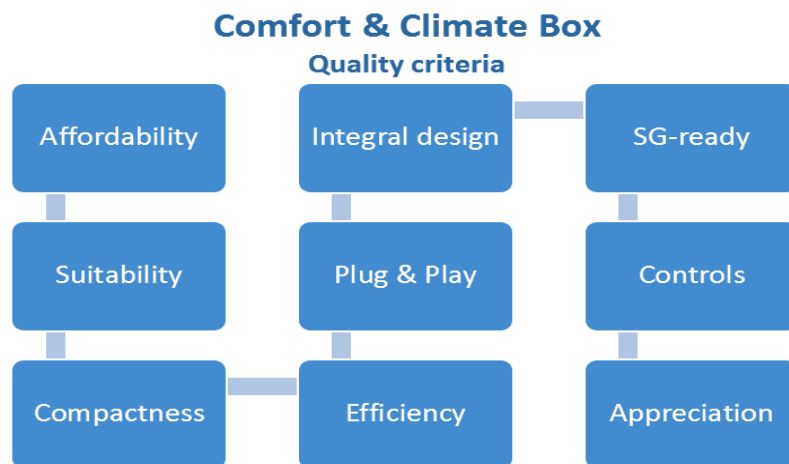 Comfort & Climate Box
Quality criteria
Affordability
Suitability
Compactness
Efficiency
Plug & Play
Integral design
SG-ready
Controls
Appreciation